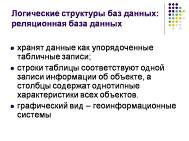 Логические структуры баз данных:
реляционная база данных
хранят данные как упорядоченные
табличные записи;
строки таблицы соответствуют одной
записи информации об объекте, а
столбцы содержат однотипные
характеристики всех объектов.
графический вид – геоинформационные
системы